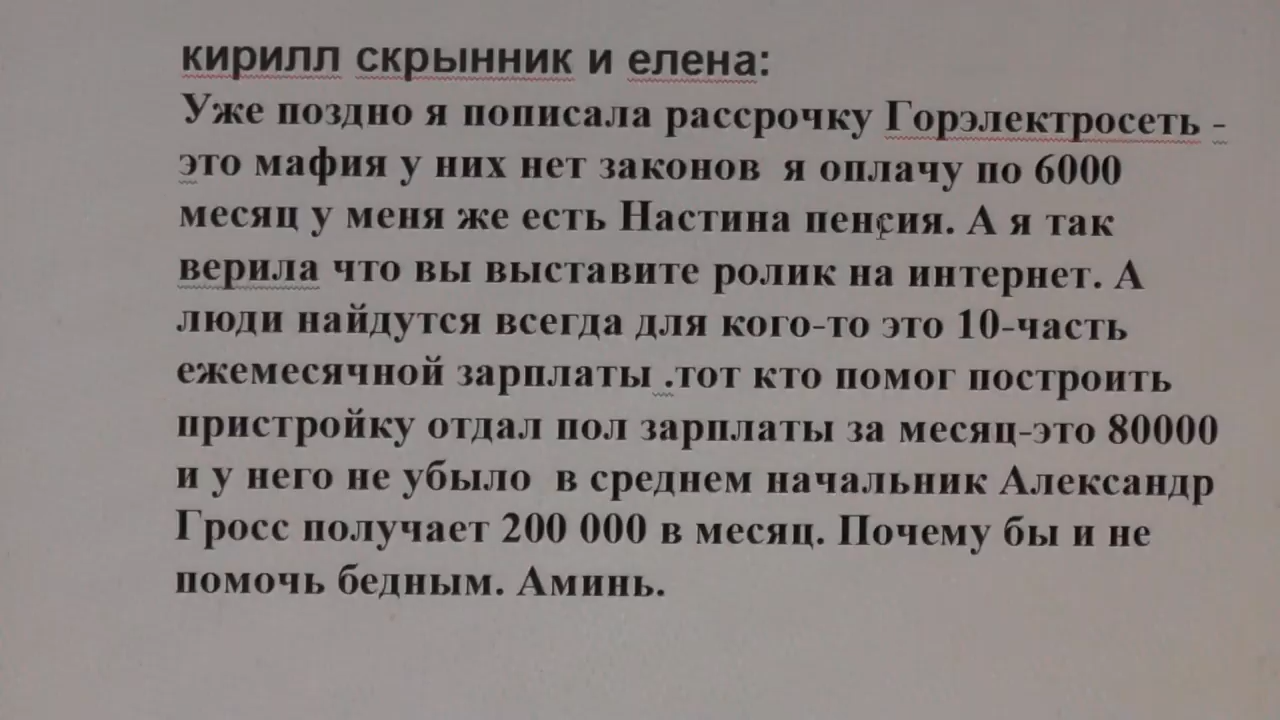 кирилл скрынник и елена:
Уже поздно я пописала рассрочку Горэлектросеть -
это мафия у них нет законов  я оплачу по 6000
месяц у меня же есть Настина пенсия. А я так
верила что вы выставите ролик на интернет. А
люди найдутся всегда для кого-то это 10-часть
ежемесячной зарплаты .тот кто помог построить
пристройку отдал пол зарплаты за месяц-это 80000
и у него не убыло  в среднем начальник Александр
Гросс получает 200 000 в месяц. Почему бы и не
помочь бедным. Аминь.